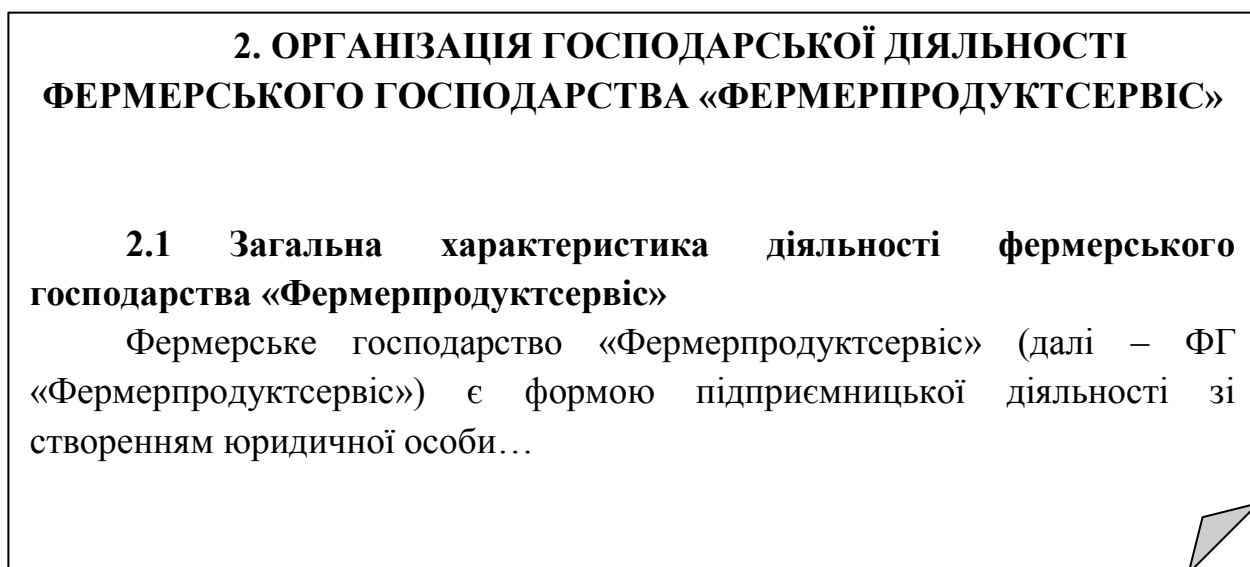 2. ОРГАНІЗАЦІЯ ГОСПОДАРСЬКОЇ ДІЯЛЬНОСТІ
ФЕРМЕРСЬКОГО ГОСПОДАРСТВА «ФЕРМЕРПРОДУКТСЕРВІС»
2.1 Загальна характеристика діяльності фермерського
господарства «Фермерпродуктсервіс»
Фермерське господарство «Фермерпродуктсервіс» (далі – ФГ
«Фермерпродуктсервіс») є формою підприємницької діяльності зі
створенням юридичної особи…